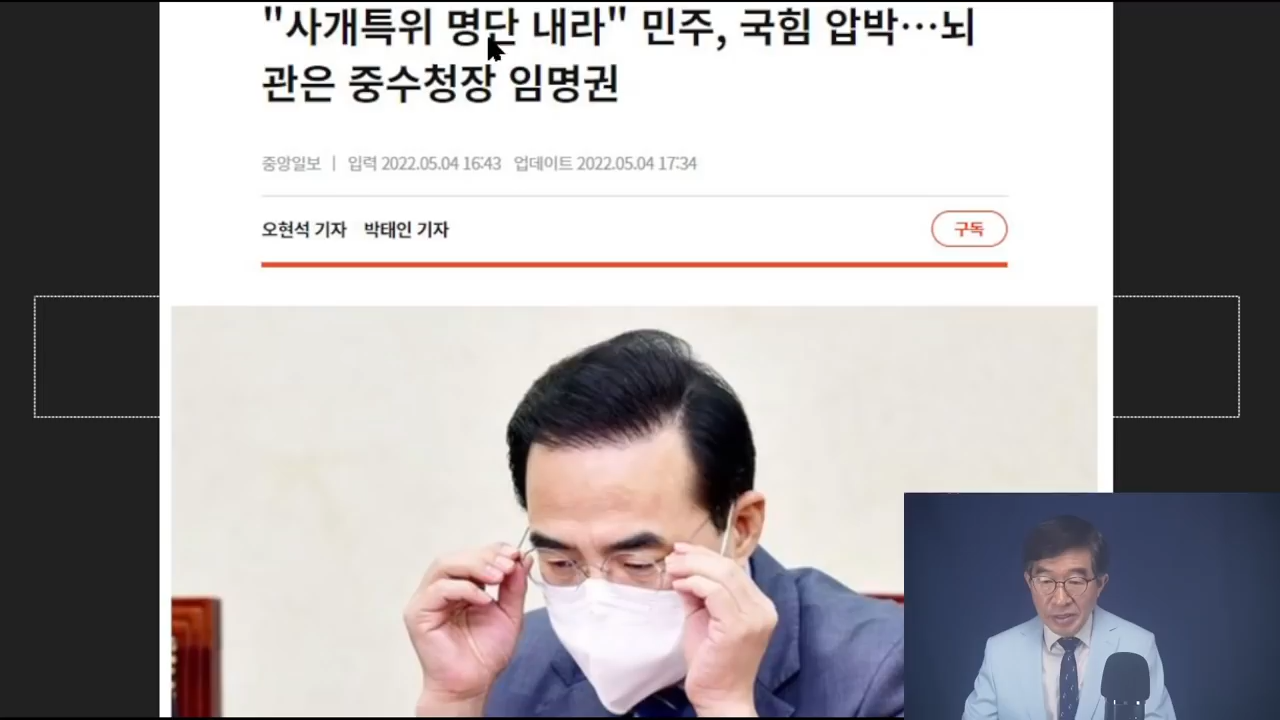 "사개특위 명단 내라" 민주, 국힘 압박…뇌
관은 중수청장 임명권
중앙일보 | 입력 2022.05.04 16:43 업데이트 2022.05.04 17:34
오현석 기자 박태인 기자
구독